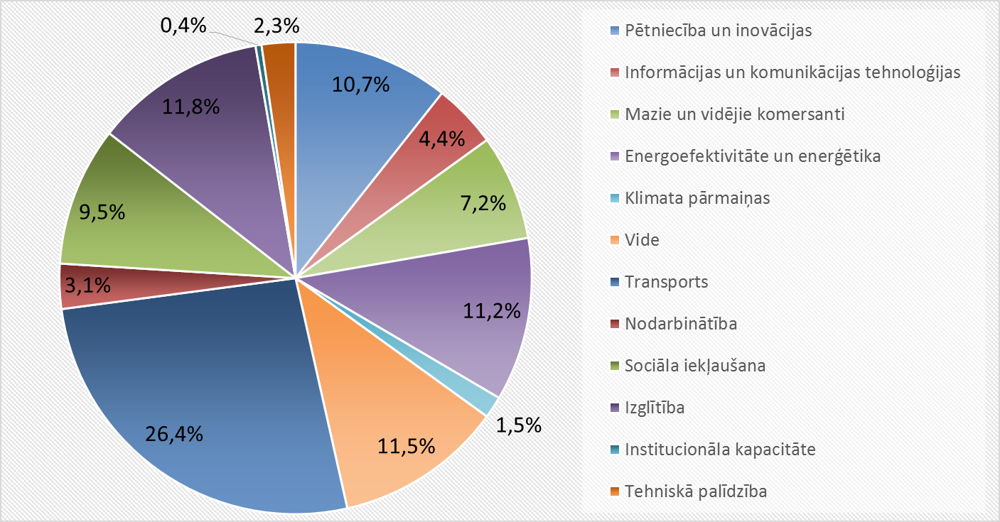 0,4%
2,3%
10,7%
4,4%
7,2%
11,2%
1,5%
11,5%
26,4%
3,1%
9,5%
11,8%
Pētniecība un inovācijas
Informācijas un komunikācijas tehnoloģijas
Mazie un vidējie komersanti
Energoefektivitāte un enerģētika
Klimata pārmaiņas
Vide
Transports
Nodarbinātība
Sociāla iekļaušana
Izglītība
Institucionāla kapacitāte
Tehniskā palīdzība